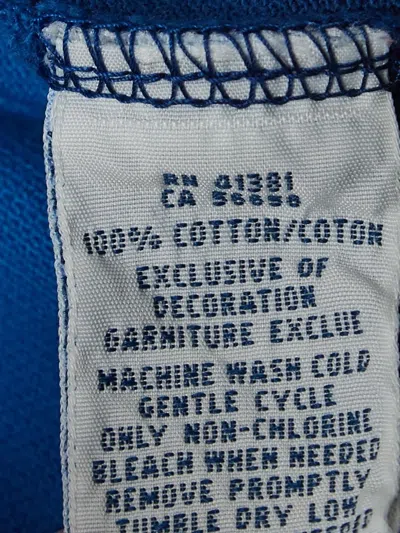 RN 41381
CA 56658
100% COTTON/COTON
EXCLUSIVE OF
DECORATION
GARNITURE EXCLUE
MACHINE WASH COLD
GENTLE CYCLE
ONLY NON-CHLORINE
BLEACH WHEN NEEDED
REMOVE PROMPTLY
TUMBLE DRY LOW